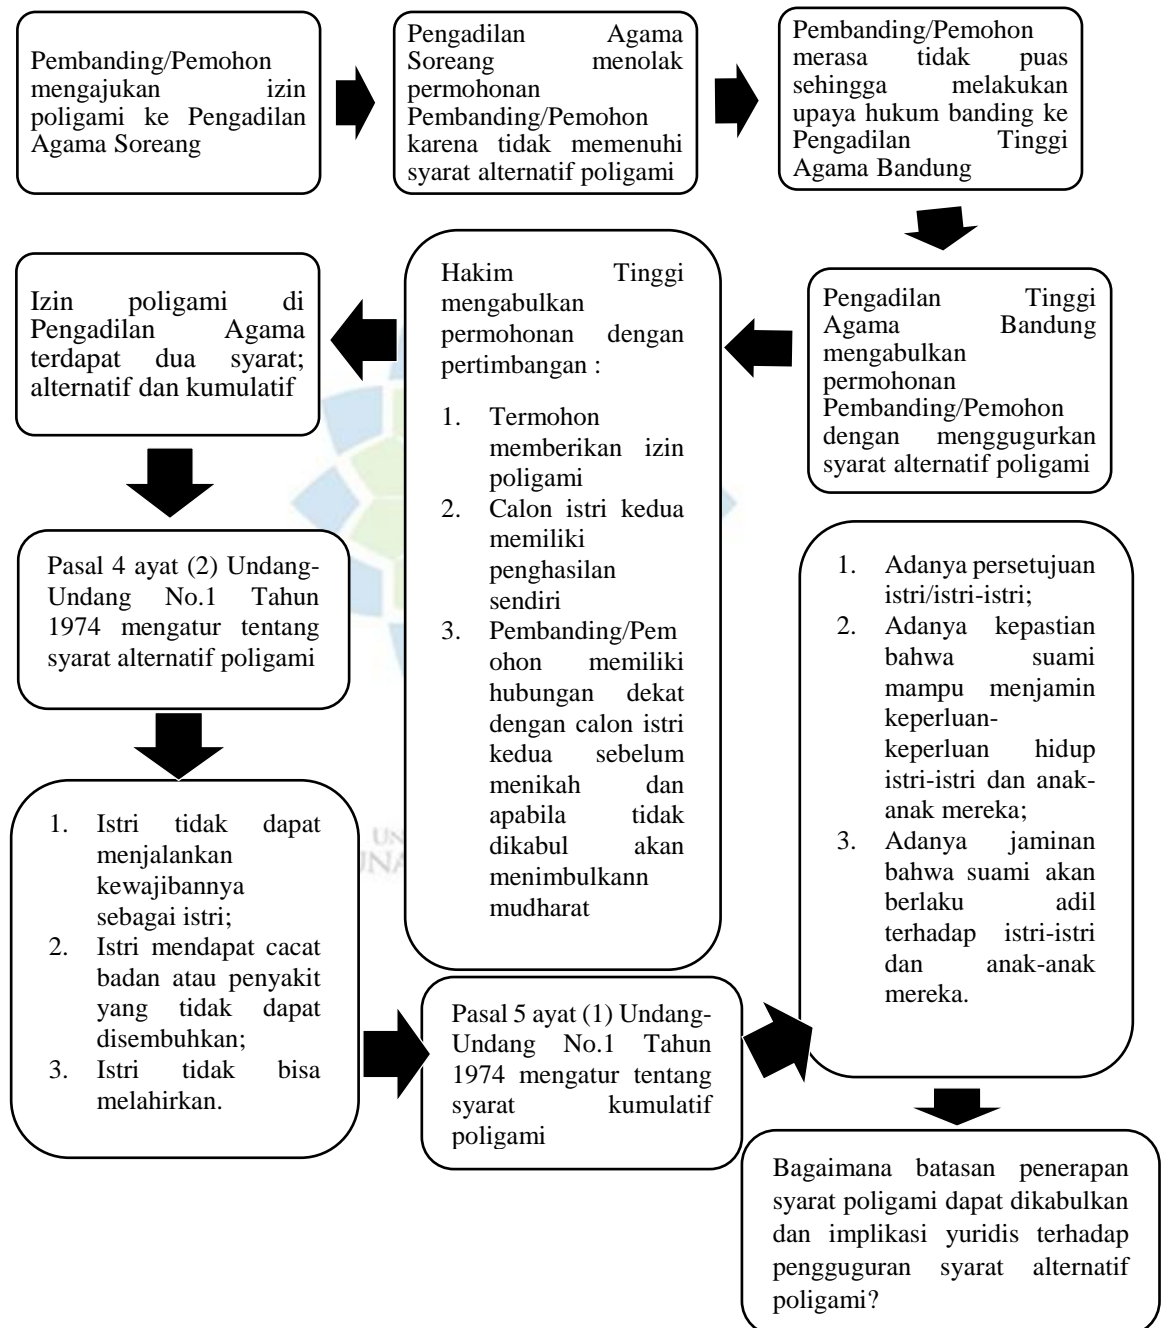 Pembanding/Pemohon
mengajukan izin
poligami ke Pengadilan
Agama Soreang
Pengadilan Agama
Soreang menolak
permohonan
Pembanding/Pemohon
karena tidak memenuhi
syarat alternatif poligami
Pembanding/Pemohon
merasa tidak puas
sehingga melakukan
upaya hukum banding ke
Pengadilan Tinggi
Agama Bandung
Pengadilan Tinggi
Agama Bandung
mengabulkan
permohonan
Pembanding/Pemohon
dengan menggugurkan
syarat alternatif poligami
Hakim Tinggi
mengabulkan
permohonan dengan
pertimbangan :
1. Termohon
memberikan izin
poligami
2. Calon istri kedua
memiliki
penghasilan
sendiri
3. Pembanding/Pem
ohon memiliki
hubungan dekat
dengan calon istri
kedua sebelum
menikah dan
apabila tidak
dikabul akan
menimbulkann
mudharat
Izin poligami di
Pengadilan Agama
terdapat dua syarat;
alternatif dan kumulatif
Pasal 4 ayat (2) Undang-
Undang No.1 Tahun
1974 mengatur tentang
syarat alternatif poligami
1. Istri tidak dapat
menjalankan
kewajibannya
sebagai istri;
2. Istri mendapat cacat
badan atau penyakit
yang tidak dapat
disembuhkan;
3. Istri tidak bisa
melahirkan.
Pasal 5 ayat (1) Undang-
Undang No.1 Tahun
1974 mengatur tentang
syarat kumulatif
poligami
1. Adanya persetujuan
istri/istri-istri;
2. Adanya kepastian
bahwa suami
mampu menjamin
keperluan-
keperluan hidup
istri-istri dan anak-
anak mereka;
3. Adanya jaminan
bahwa suami akan
berlaku adil
terhadap istri-istri
dan anak-anak
mereka.
Bagaimana batasan penerapan
syarat poligami dapat dikabulkan
dan implikasi yuridis terhadap
pengguguran syarat alternatif
poligami?